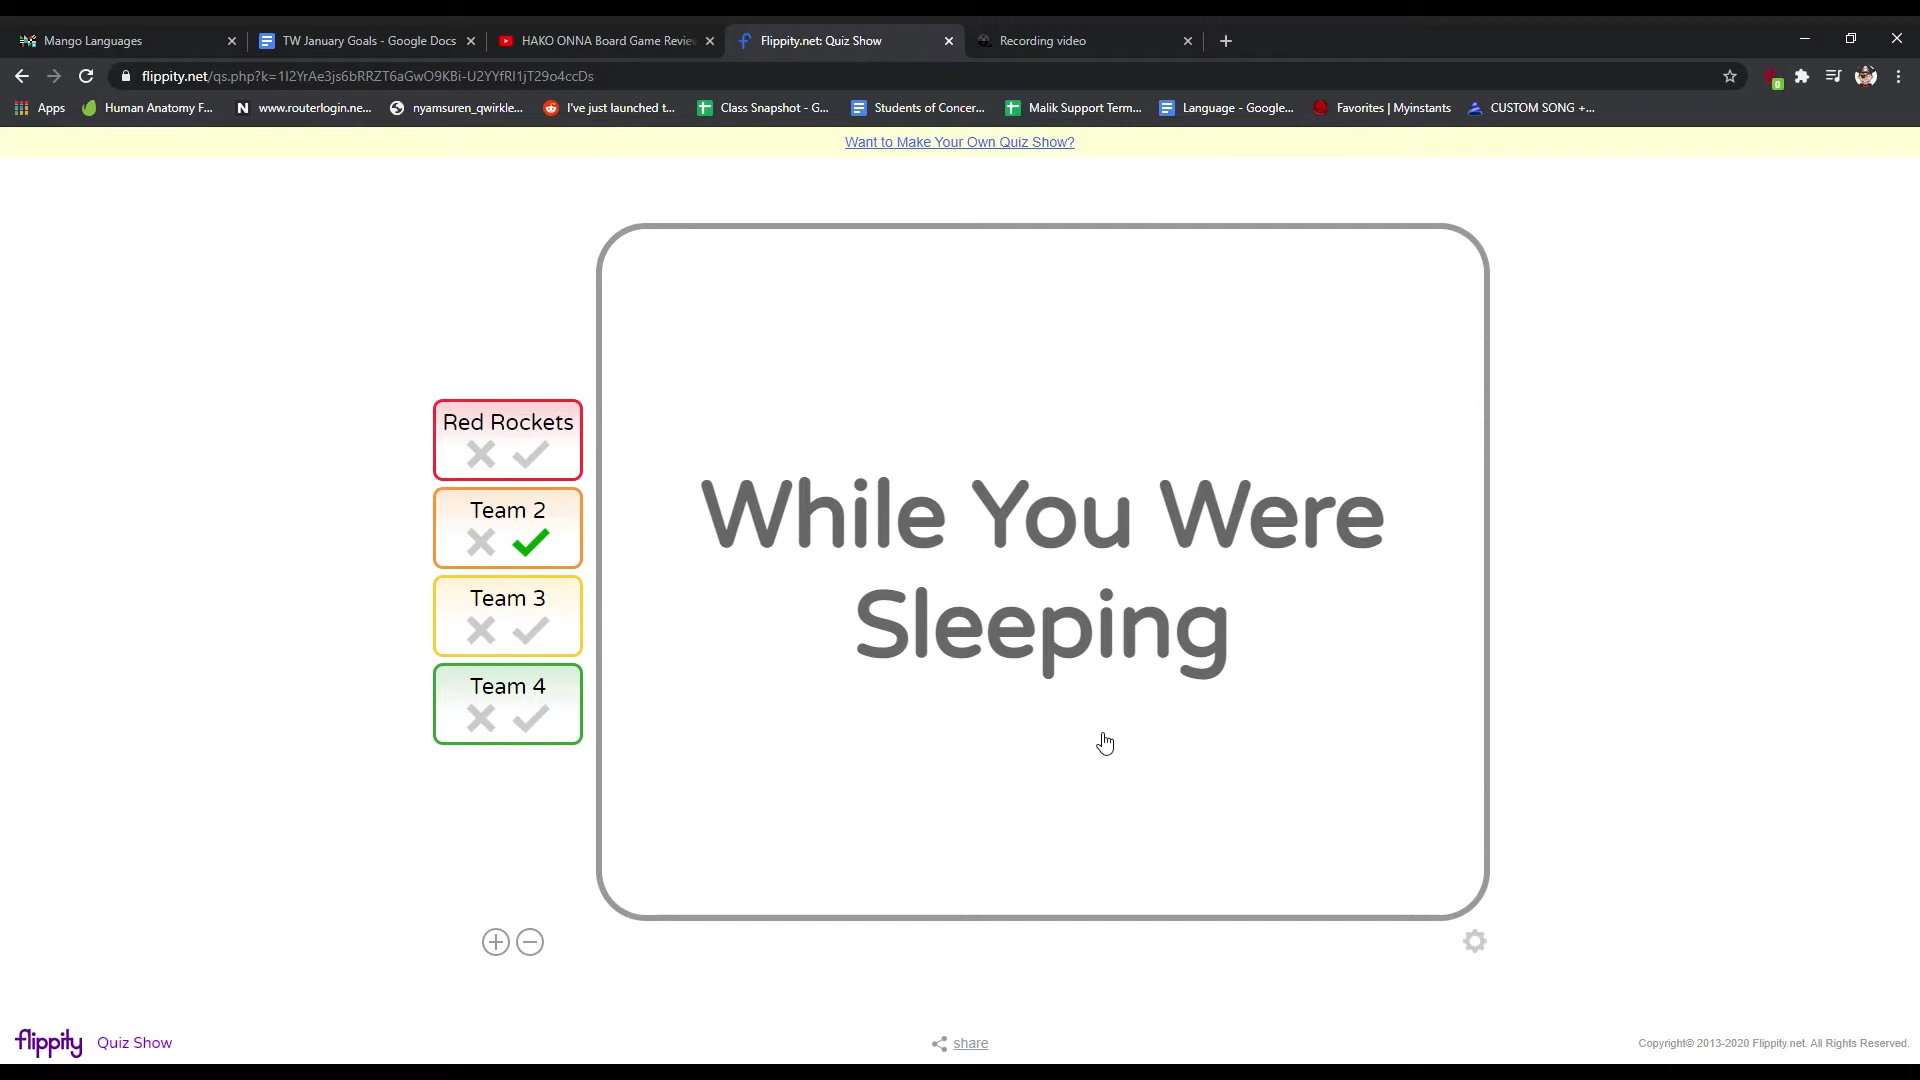 Mango Languages
TW January Goals - Google Docs
HAKO ONNA Board Game Revie
Flippity.net: Quiz Show
Recording video
flippity.net/qs.php?k=1I2YrAe3js6bRRZT6aGwO9KBi-U2YYfRI1jT29o4ccDs
0
Apps
Human Anatomy F...
N www.routerlogin.ne...
nyamsuren_qwirkle...
I've just launched t...
Class Snapshot - G...
Students of Concer...
Malik Support Term...
Language - Google...
Favorites | Myinstants
CUSTOM SONG +...
Want to Make Your Own Quiz Show?
Red Rockets
Team 2
Team 3
Team 4
While You Were
Sleeping
flippity Quiz Show
share
Copyright© 2013-2020 Flippity.net. All Rights Reserved.